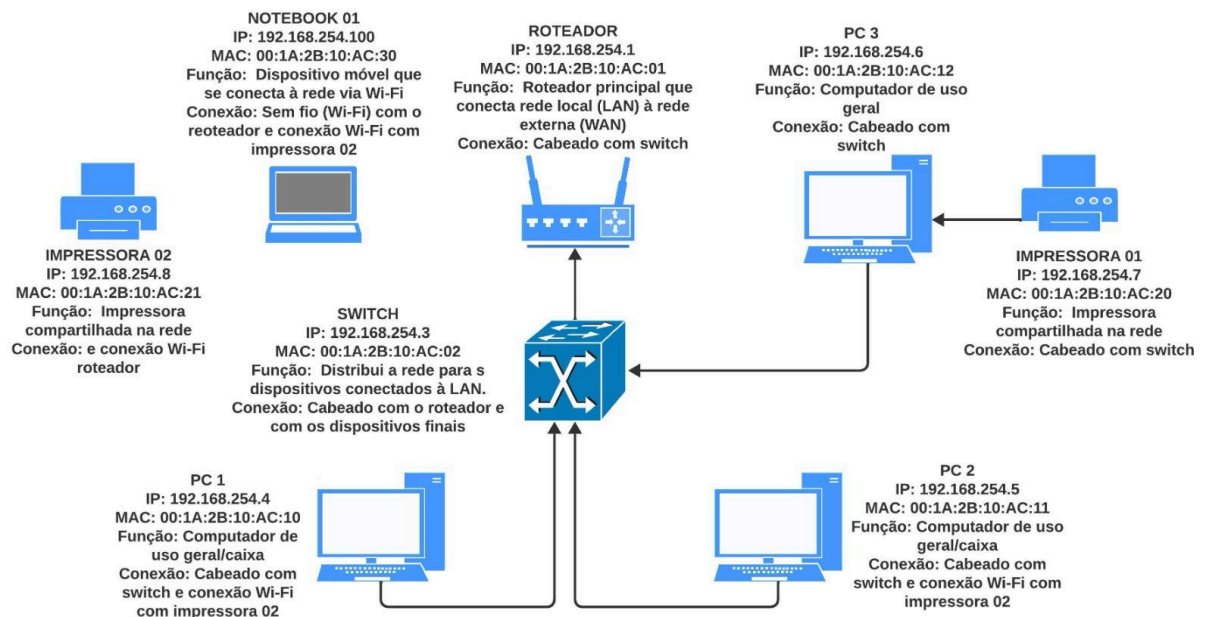 NOTEBOOK 01
IP: 192.168.254.100
MAC: 00:1A:2B:10:AC:30
Função: Dispositivo móvel que
se conecta à rede via Wi-Fi
Conexão: Sem fio (Wi-Fi) com o
reoteador e conexão Wi-Fi com
impressora 02
ROTEADOR
IP: 192.168.254.1
MAC: 00:1A:2B:10:AC:01
Função: Roteador principal que
conecta rede local (LAN) à rede
externa (WAN)
Conexão: Cabeado com switch
PC 3
IP: 192.168.254.6
MAC: 00:1A:2B:10:AC:12
Função: Computador de uso
geral
Conexão: Cabeado com
switch
IMPRESSORA 02
IP: 192.168.254.8
MAC: 00:1A:2B:10:AC:21
Função: Impressora
compartilhada na rede
Conexão: e conexão Wi-Fi
roteador
IMPRESSORA 01
IP: 192.168.254.7
MAC: 00:1A:2B:10:AC:20
Função: Impressora
compartilhada na rede
Conexão: Cabeado com switch
SWITCH
IP: 192.168.254.3
MAC: 00:1A:2B:10:AC:02
Função: Distribui a rede para s
dispositivos conectados à LAN.
Conexão: Cabeado com o roteador e
com os dispositivos finais
PC 1
IP: 192.168.254.4
MAC: 00:1A:2B:10:AC:10
Função: Computador de
uso geral/caixa
Conexão: Cabeado com
switch e conexão Wi-Fi
com impressora 02
PC 2
IP: 192.168.254.5
MAC: 00:1A:2B:10:AC:11
Função: Computador de uso
geral/caixa
Conexão: Cabeado com
switch e conexão Wi-Fi com
impressora 02